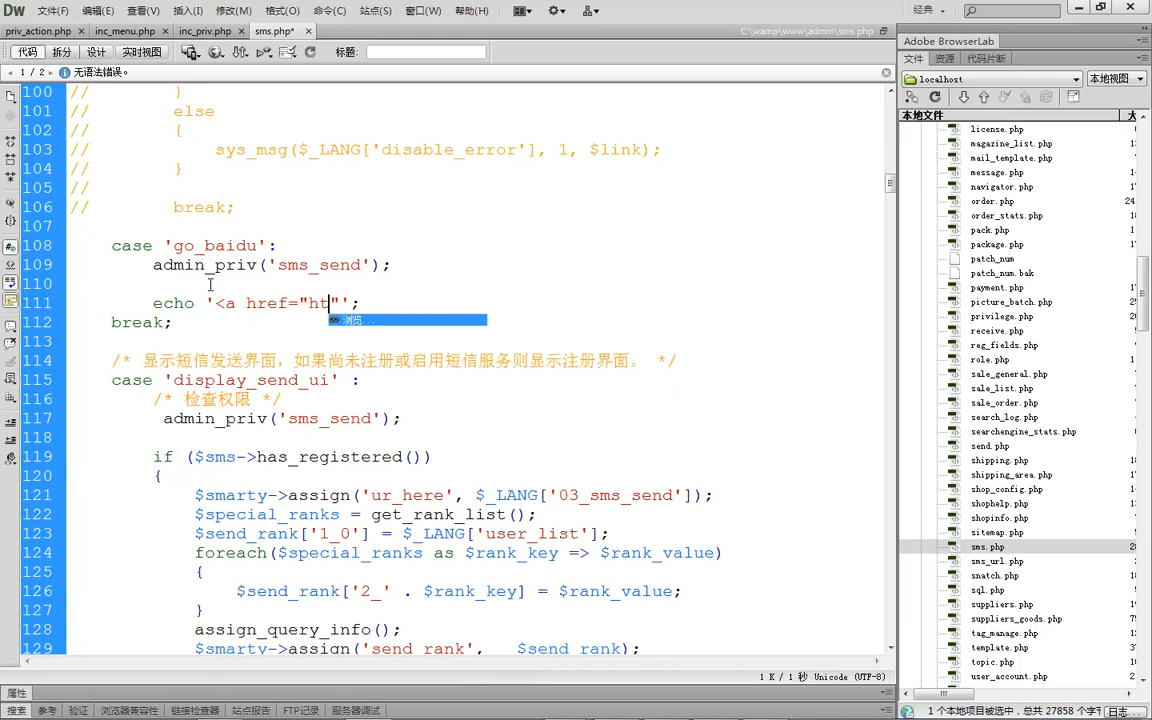 Dw 文件(F) 编辑(E) 查看(V) 插入(I) 修改(M) 格式(O) 命令(C) 站点(S) 窗口(W) 帮助(H) 经典
priv_action.php × inc_menu.php × inc_priv.php × sms.php* × C:\wamp\www\admin\sms.php
代码 拆分 设计 实时视图 标题:
1 / 2 无语法错误。
100 // }
101 // else
102 // {
103 // sys_msg($_LANG['disable_error'], 1, $link);
104 // }
105 //
106 // break;
107
108 case 'go_baidu':
109 admin_priv('sms_send');
110
111 echo '<a href="ht"';
浏览...
112 break;
113
114 /* 显示短信发送界面，如果尚未注册或启用短信服务则显示注册界面。 */
115 case 'display_send_ui' :
116 /* 检查权限 */
117 admin_priv('sms_send');
118
119 if ($sms->has_registered())
120 {
121 $smarty->assign('ur_here', $_LANG['03_sms_send']);
122 $special_ranks = get_rank_list();
123 $send_rank['1_0'] = $_LANG['user_list'];
124 foreach($special_ranks as $rank_key => $rank_value)
125 {
126 $send_rank['2_' . $rank_key] = $rank_value;
127 }
128 assign_query_info();
129 $smarty->assign('send_rank', $send_rank);
1 K / 1 秒 Unicode (UTF-8)
属性
搜索 参考 验证 浏览器兼容性 链接检查器 站点报告 FTP记录 服务器调试
Adobe BrowserLab
文件 资源 代码片断
localhost 本地视图
本地文件 大
license.php
magazine_list.php
mail_template.php
message.php
navigator.php
order.php 24
order_stats.php
pack.php
package.php
patch_num
patch_num.bak
payment.php
picture_batch.php
privilege.php
receive.php
reg_fields.php
role.php
sale_general.php
sale_list.php
sale_order.php
search_log.php
searchengine_stats.php
send.php
shipping.php
shipping_area.php
shop_config.php
shophelp.php
shopinfo.php
sitemap.php
sms.php
sms_url.php
snatch.php
sql.php
suppliers.php
suppliers_goods.php
tag_manage.php
template.php
topic.php
user_account.php
1 个本地项目被选中，总共 27858 个字节 日志...